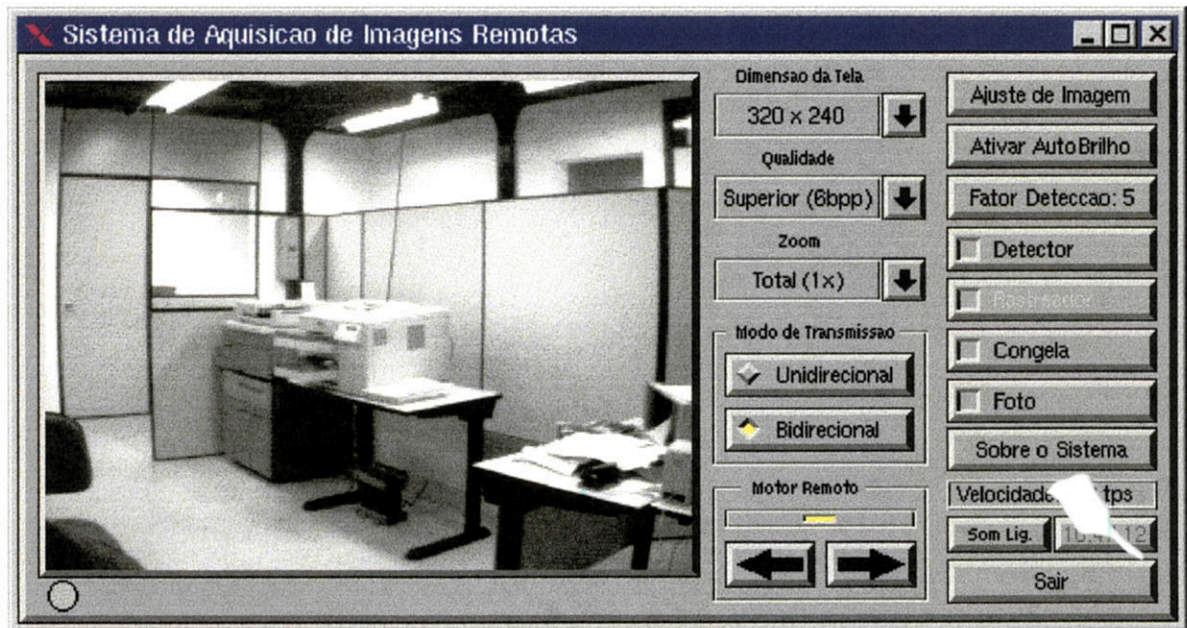 Sistema de Aquisicao de Imagens Remotas
Dimensao da Tela
320 x 240
Qualidade
Superior (6bpp)
Zoom
Total (1x)
Modo de Transmissao
Unidirecional
Bidirecional
Motor Remoto
Ajuste de Imagem
Ativar AutoBrilho
Fator Deteccao: 5
Detector
Rastreador
Congela
Foto
Sobre o Sistema
Velocidade tps
Som Lig.
Sair